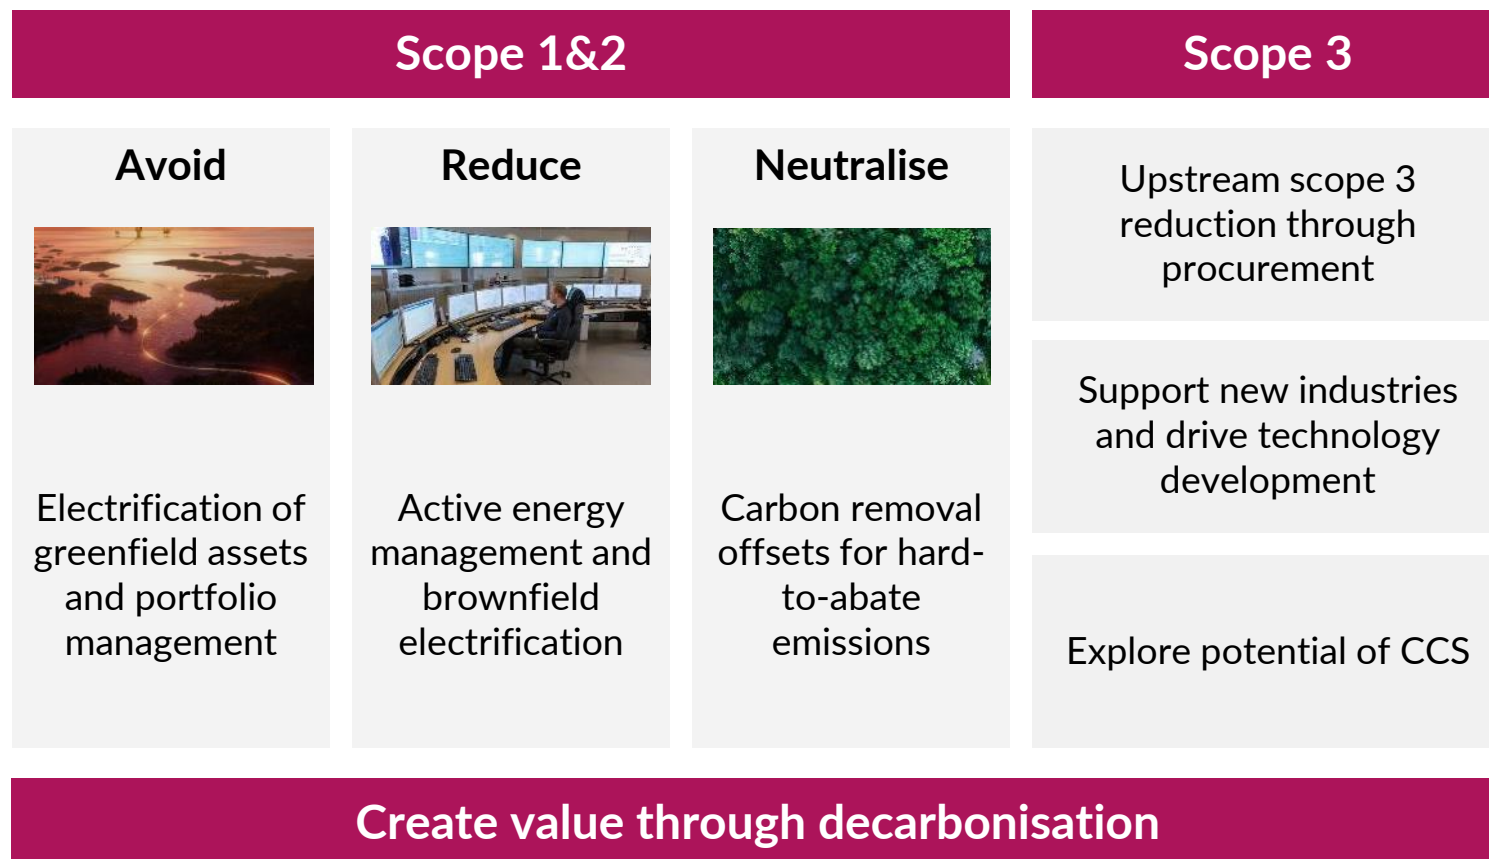 Scope 1&2
Avoid
Electrification of
greenfield assets
and portfolio
management
Reduce
Active energy
management and
brownfield
electrification
Neutralise
Carbon removal
offsets for hard-
to-abate
emissions
Scope 3
Upstream scope 3
reduction through
procurement
Support new industries
and drive technology
development
Explore potential of CCS
Create value through decarbonisation